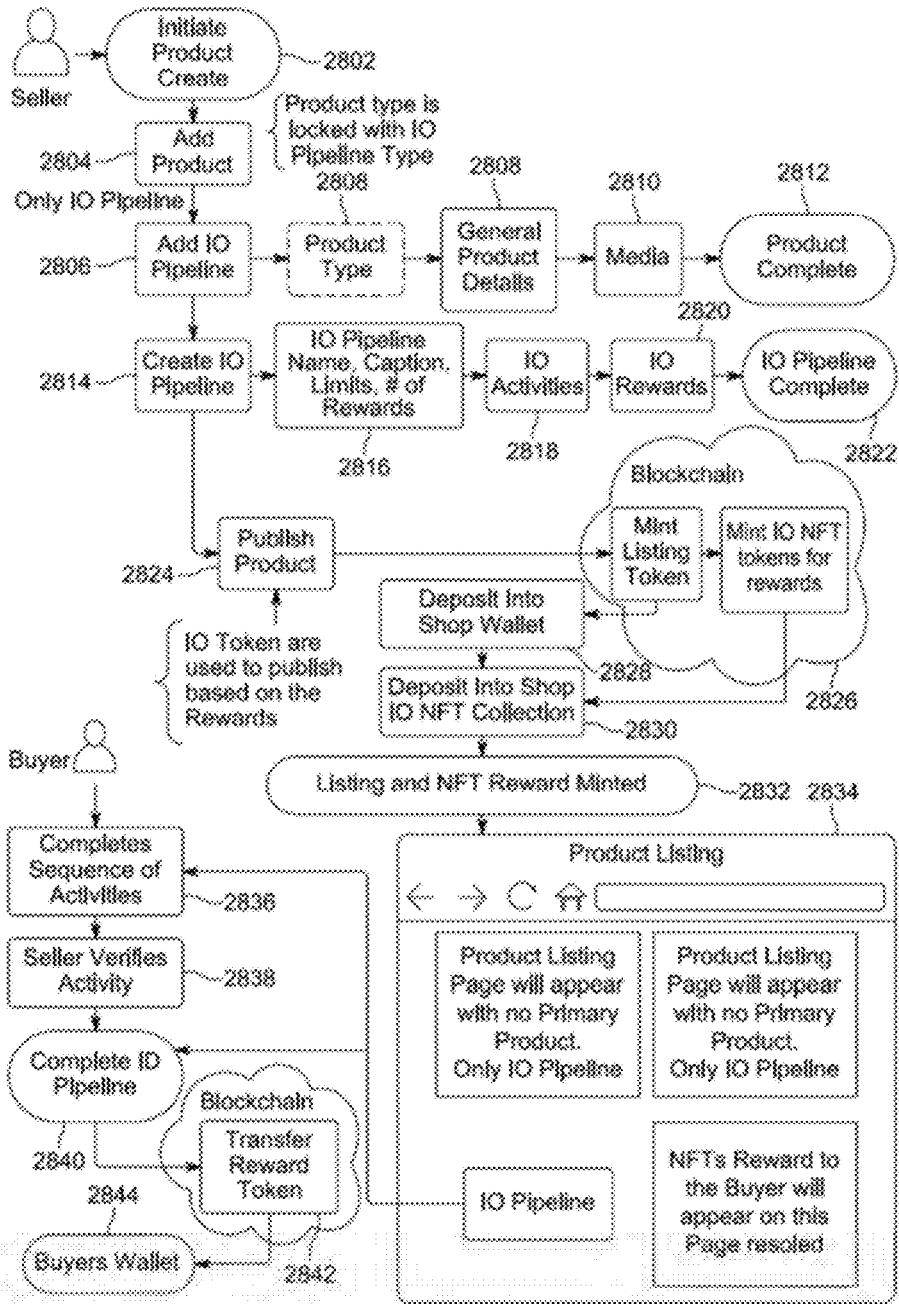 Initiate
Product
Create
2802
Seller
Product type is
locked with IO
Pipeline Type
2804
Add
Product
Only IO Pipeline
2808
2808
2810
2812
2806
Add IO
Pipeline
Product
Type
General
Product
Details
Media
Product
Complete
2820
2814
Create IO
Pipeline
IO Pipeline
Name, Caption,
Limits, # of
Rewards
IO
Activities
IO
Rewards
IO Pipeline
Complete
2816
2818
2822
Blockchain
2824
Publish
Product
Mint
Listing
Token
Mint IO NFT
tokens for
rewards
Deposit Into
Shop Wallet
2828
IO Token are
used to publish
based on the
Rewards
Deposit Into Shop
IO NFT Collection
2830
2826
Buyer
Listing and NFT Reward Minted
2832
2834
Completes
Sequence of
Activities
2836
Product Listing
Seller Verifies
Activity
2838
Product Listing
Page will appear
with no Primary
Product.
Only IO Pipeline
Product Listing
Page will appear
with no Primary
Product.
Only IO Pipeline
Complete IO
Pipeline
2840
Blockchain
Transfer
Reward
Token
2842
2844
Buyers Wallet
IO Pipeline
NFTs Reward to
the Buyer will
appear on this
Page resoled